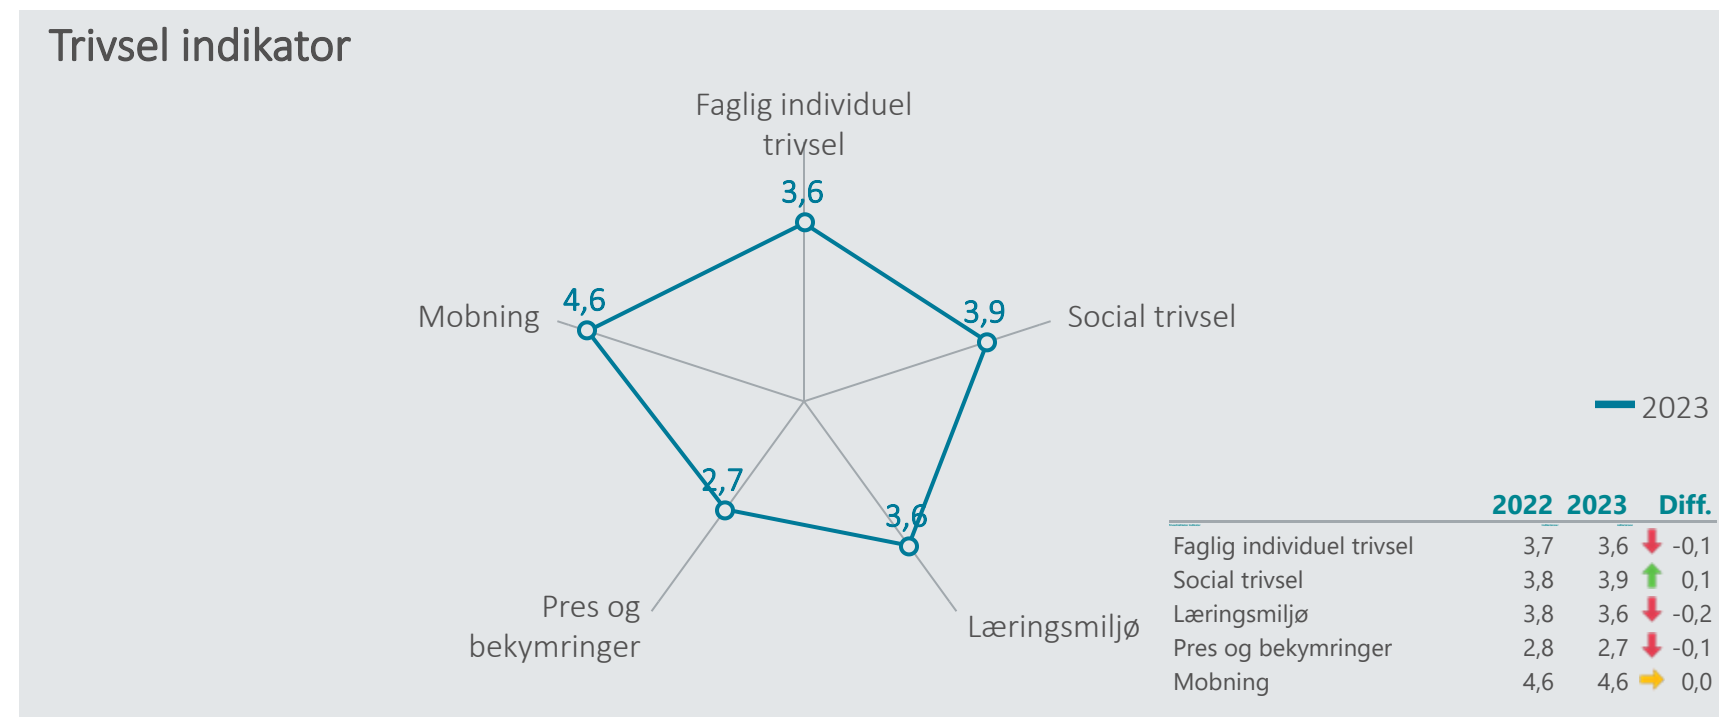 Trivsel indikator
Faglig individuel
trivsel
3,6
4,6
Mobning
3,9
Social trivsel
2023
2,7
3,6
Pres og
bekymringer
Læringsmiljø
2022 2023 Diff.
Faglig individuel trivsel 3,7 3,6 -0,1
Social trivsel 3,8 3,9 0,1
Læringsmiljø 3,8 3,6 -0,2
Pres og bekymringer 2,8 2,7 -0,1
Mobning 4,6 4,6 0,0